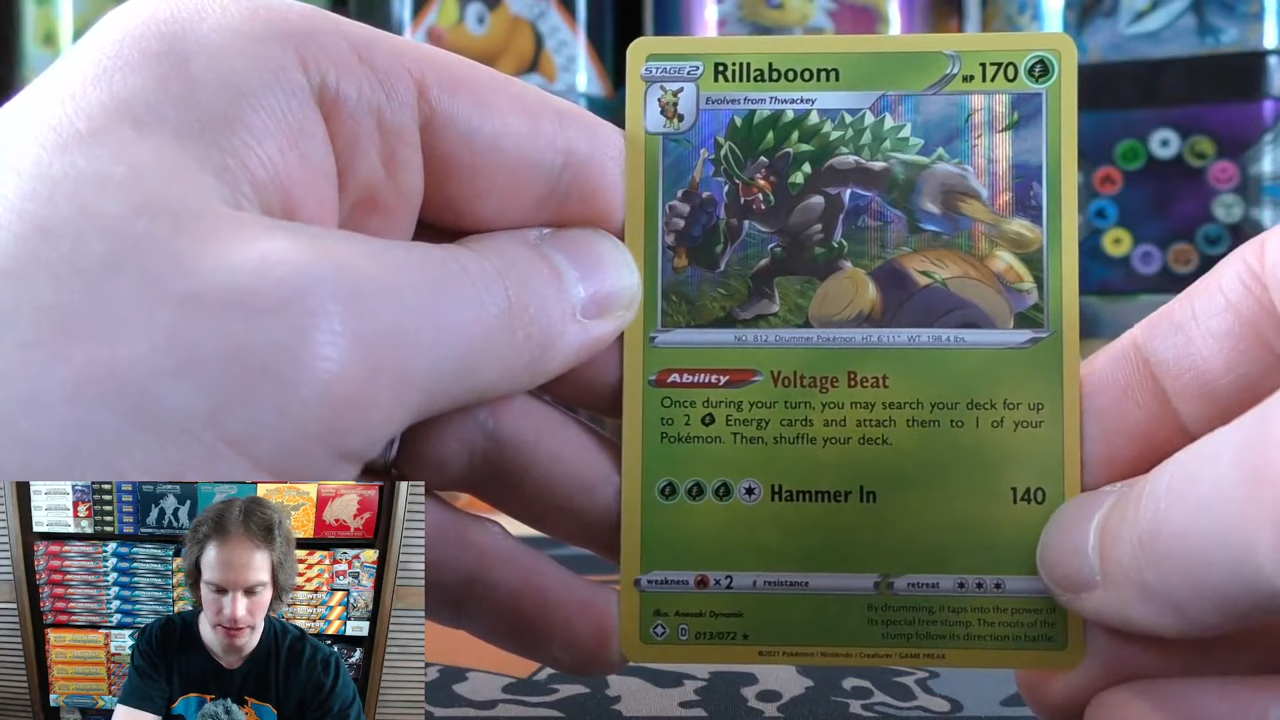 STAGE2 Rillaboom HP 170
Evolves from Thwackey
NO. 812 Drummer Pokémon HT. 6'11" WT. 198.4 lbs.
Ability Voltage Beat
Once during your turn, you may search your deck for up
to 2 Energy cards and attach them to 1 of your
Pokémon. Then, shuffle your deck.
Hammer In 140
weakness ×2 resistance retreat
Illus. Anesaki Dynamic
D 013/072 ★
By drumming, it taps into the power of
its special tree stump. The roots of the
stump follow its direction in battle.
©2021 Pokémon / Nintendo / Creatures / GAME FREAK